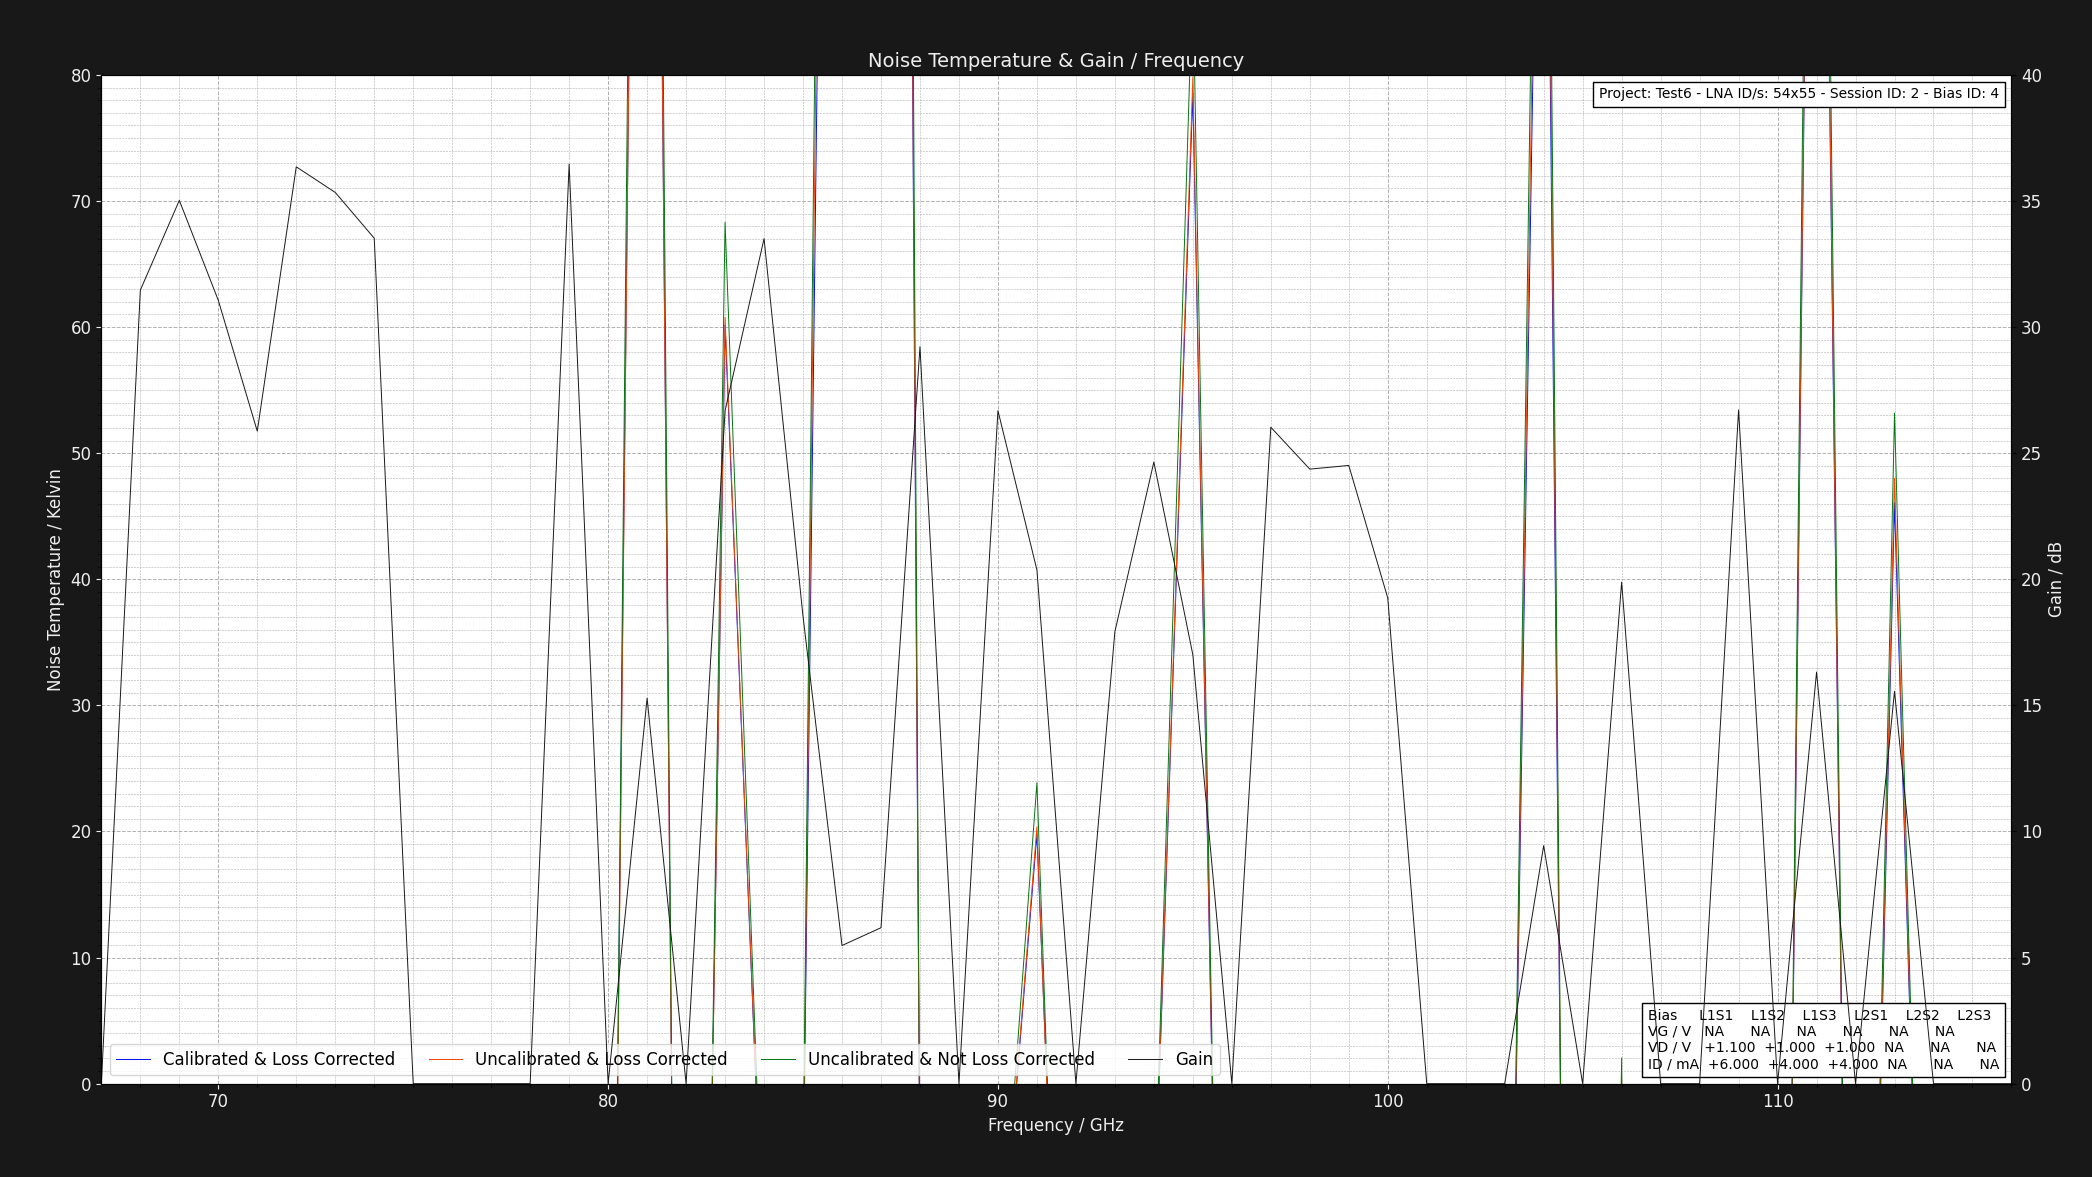 Noise Temperature & Gain / Frequency
Project: Test6 - LNA ID/s: 54x55 - Session ID: 2 - Bias ID: 4
80
70
60
50
40
30
20
10
0
Noise Temperature / Kelvin
40
35
30
25
20
15
10
5
0
Gain / dB
Bias L1S1 L1S2 L1S3 L2S1 L2S2 L2S3
VG / V NA NA NA NA NA NA
VD / V +1.100 +1.000 +1.000 NA NA NA
ID / mA +6.000 +4.000 +4.000 NA NA NA
Calibrated & Loss Corrected Uncalibrated & Loss Corrected Uncalibrated & Not Loss Corrected Gain
70 80 90 100 110
Frequency / GHz